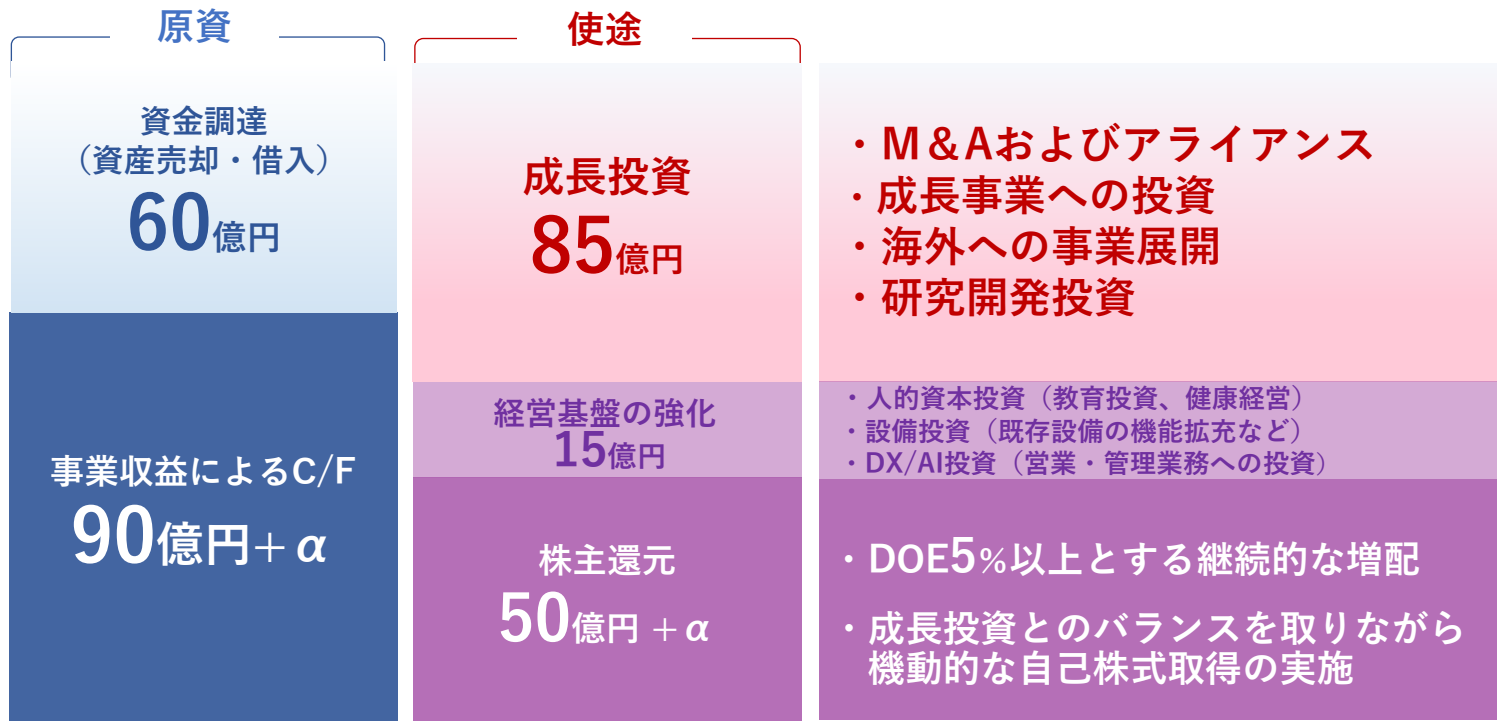 原資
資金調達
（資産売却・借入）
60億円
事業収益によるC/F
90億円＋α
使途
成長投資
85億円
経営基盤の強化
15億円
株主還元
50億円 ＋α
・M＆Aおよびアライアンス
・成長事業への投資
・海外への事業展開
・研究開発投資
・人的資本投資（教育投資、健康経営）
・設備投資（既存設備の機能拡充など）
・DX/AI投資（営業・管理業務への投資）
・DOE5%以上とする継続的な増配
・成長投資とのバランスを取りながら
機動的な自己株式取得の実施